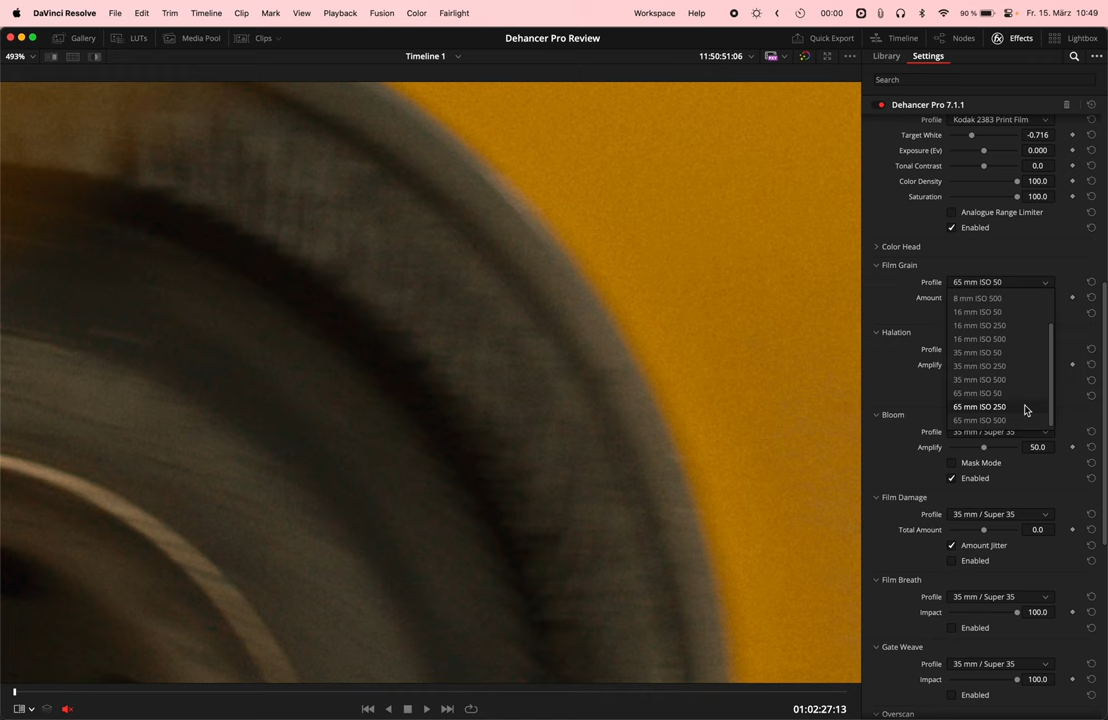 DaVinci Resolve File Edit Trim Timeline Clip Mark View Playback Fusion Color Fairlight Workspace Help 00:00 90 % Fr. 15. März 10:49
Gallery LUTs Media Pool Clips Dehancer Pro Review Quick Export Timeline Nodes Effects Lightbox
493% Timeline 1 11:50:51:06 Library Settings
Search
Dehancer Pro 7.1.1
Profile Kodak 2383 Print Film
Target White -0.716
Exposure (Ev) 0.000
Tonal Contrast 0.0
Color Density 100.0
Saturation 100.0
Analogue Range Limiter
Enabled
Color Head
Film Grain
Profile 65 mm ISO 50
Amount 8 mm ISO 500
16 mm ISO 50
16 mm ISO 250
Halation
16 mm ISO 500
Profile 35 mm ISO 50
Amplify 35 mm ISO 250
35 mm ISO 500
65 mm ISO 50
65 mm ISO 250
Bloom
65 mm ISO 500
Profile 35 mm / Super 35
Amplify 50.0
Mask Mode
Enabled
Film Damage
Profile 35 mm / Super 35
Total Amount 0.0
Amount Jitter
Enabled
Film Breath
Profile 35 mm / Super 35
Impact 100.0
Enabled
Gate Weave
Profile 35 mm / Super 35
Impact 100.0
Enabled
Overscan
01:02:27:13